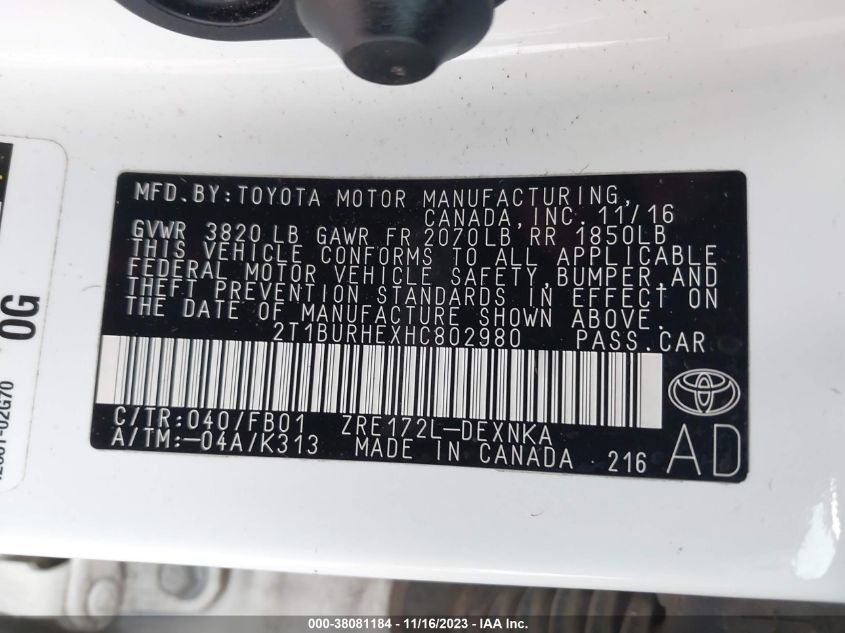 MFD.BY:TOYOTA MOTOR MANUFACTURING,
CANADA,INC. 11/16
GVWR 3820 LB GAWR FR 2070LB RR 1850LB
THIS VEHICLE CONFORMS TO ALL APPLICABLE
FEDERAL MOTOR VEHICLE SAFETY,BUMPER,AND
THEFT PREVENTION STANDARDS IN EFFECT ON
THE DATE OF MANUFACTURE SHOWN ABOVE.
2T1BURHEXHC802980 PASS.CAR
C/TR:040/FB01 ZRE172L-DEXNKA
A/TM:-04A/K313 MADE IN CANADA 216 AD
0G
000-38081184 - 11/16/2023 - IAAI.COM